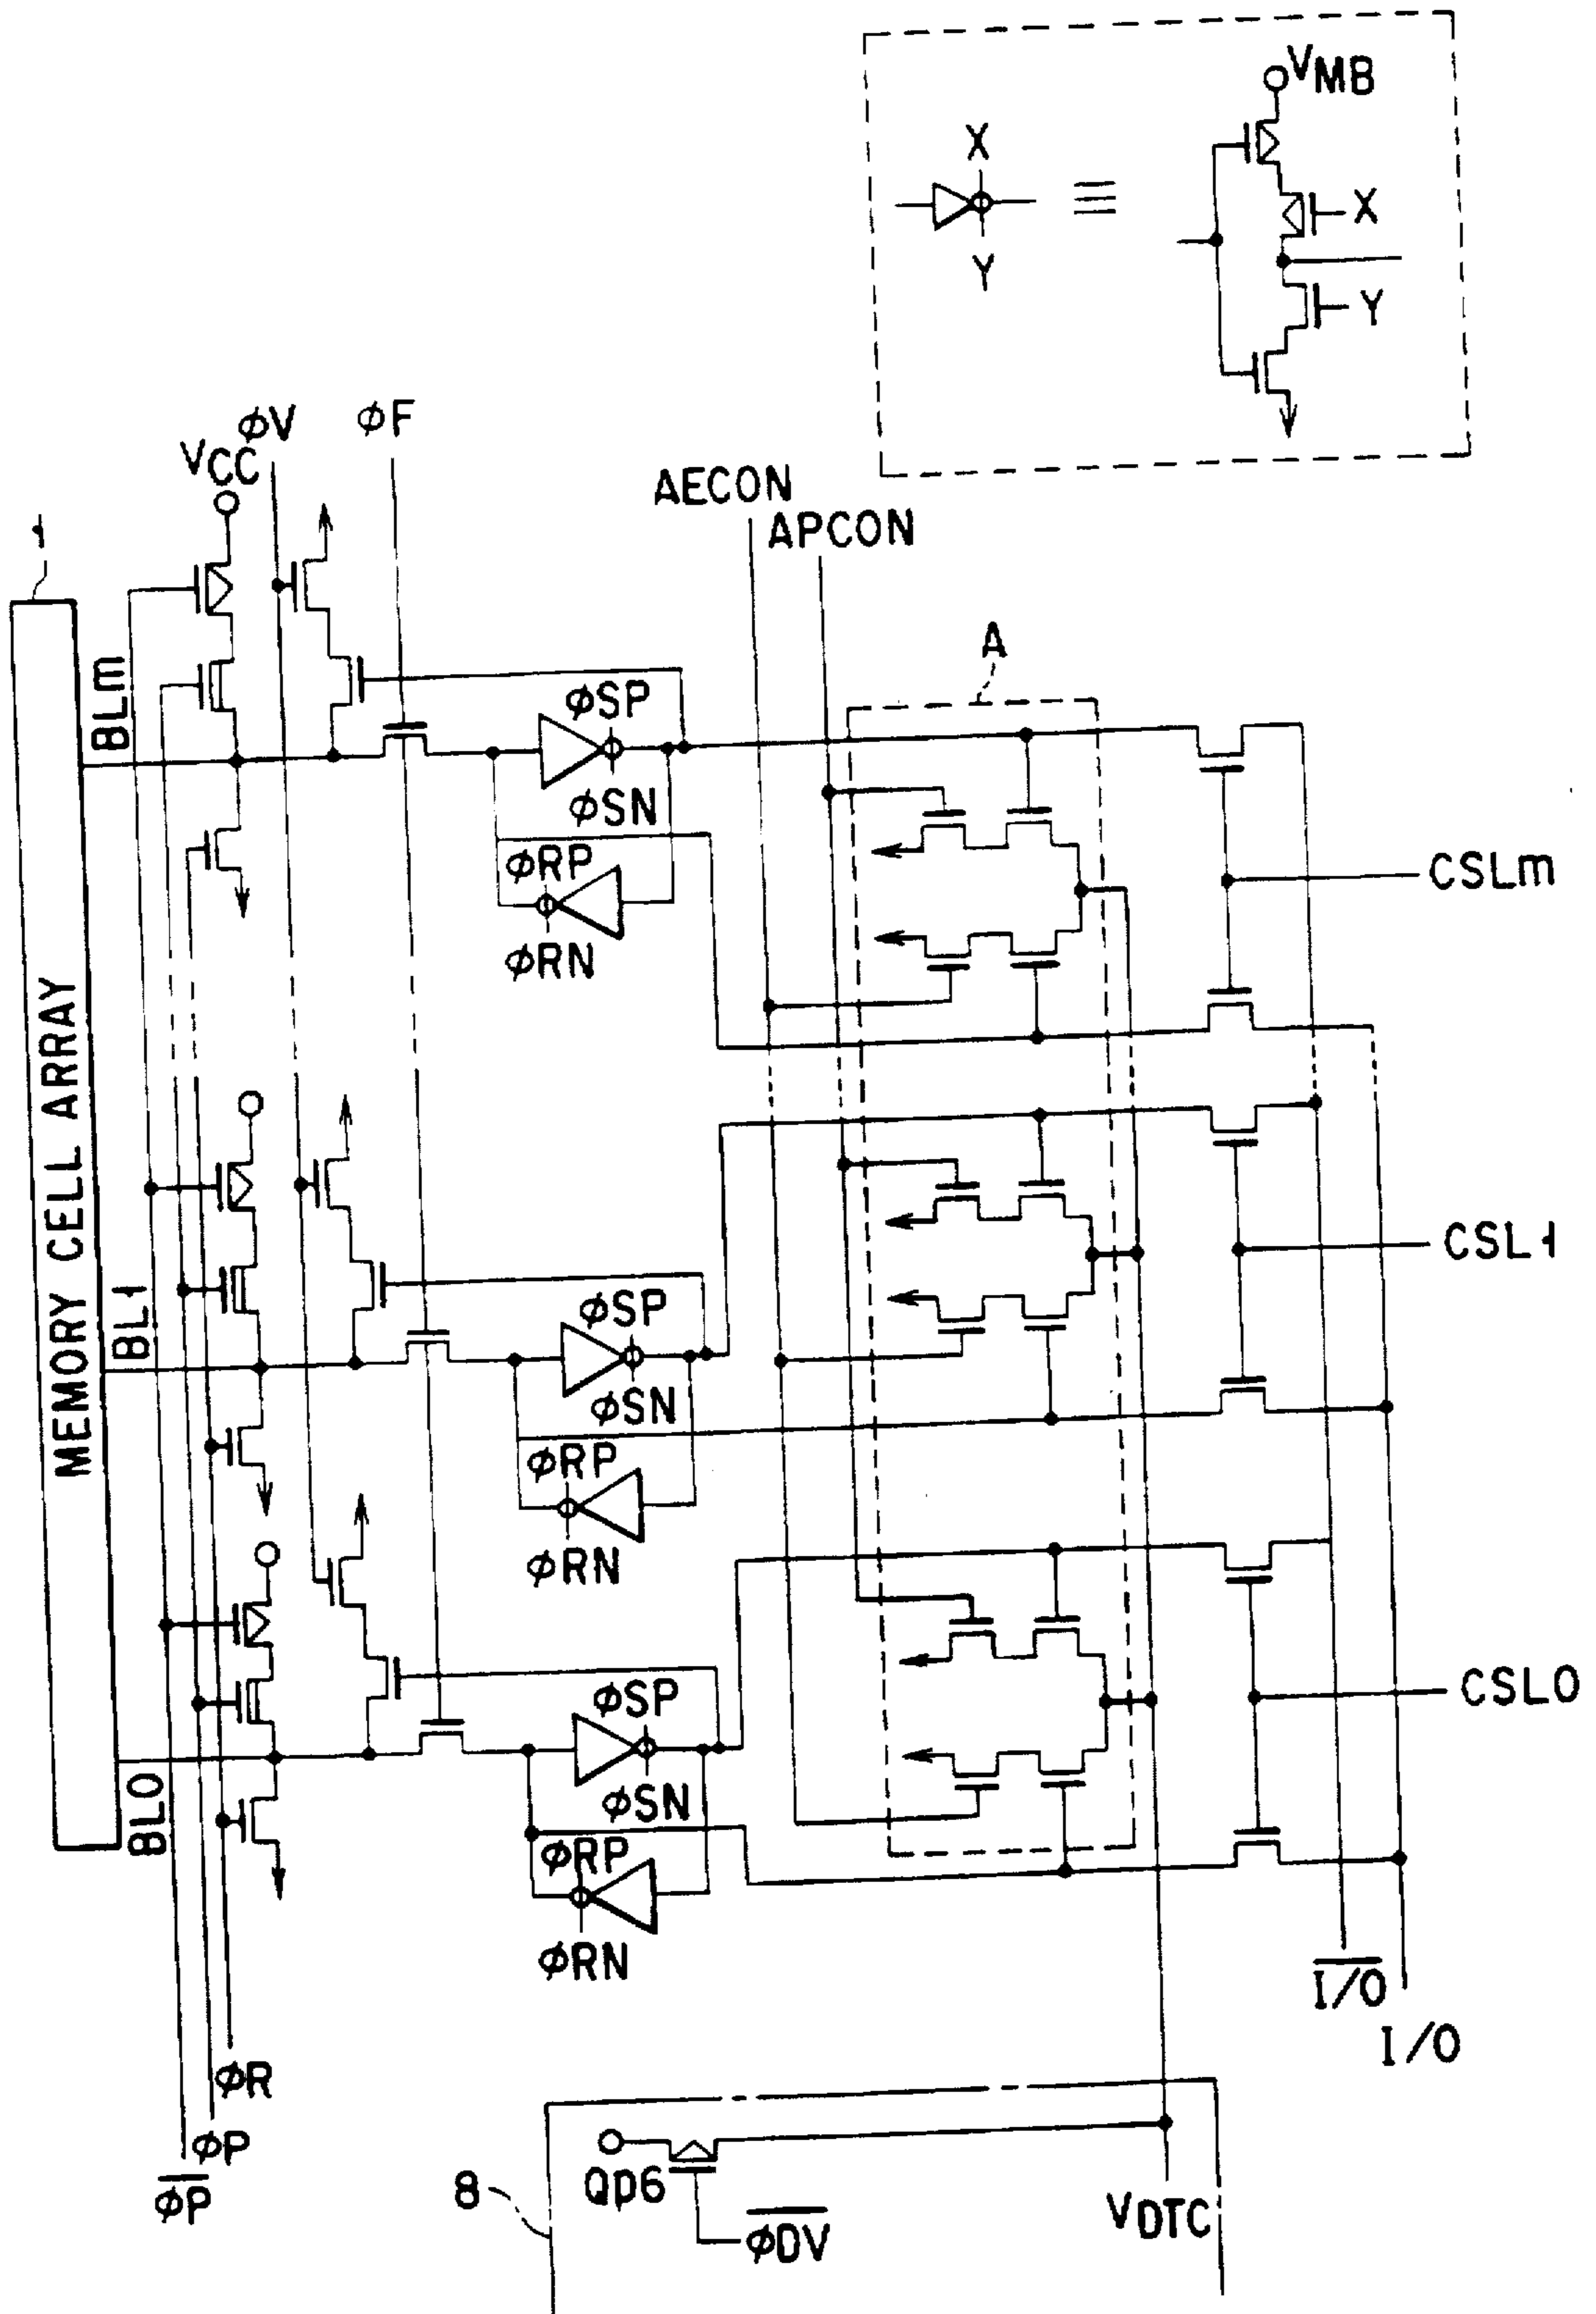 VMB
X
X
Y
Y
φV
φF
VCC
AECON
APCON
1
A
BLm
φSP
φSN
φRP
φRN
CSLm
MEMORY CELL ARRAY
BL1
φSP
φSN
φRP
φRN
CSL1
BL0
φSP
φSN
φRP
φRN
CSL0
I/O
I/O
φR
φP
φP
8
Qp6
φDV
VDTC